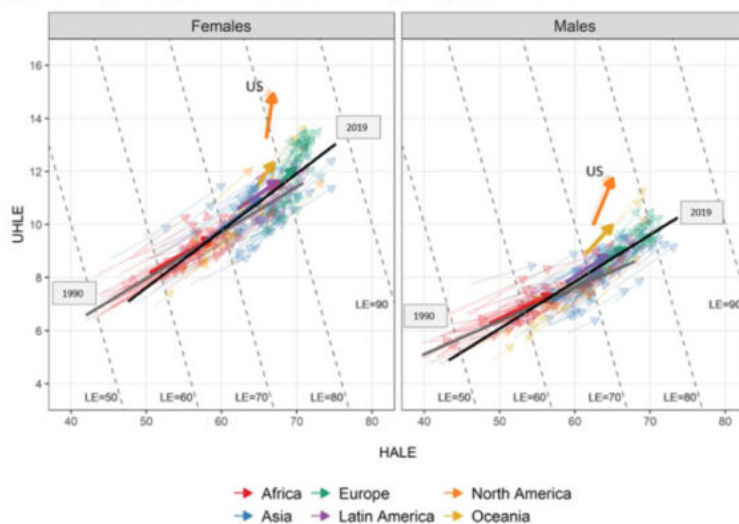 Females Males
16
14
12
10
8
6
4
UHLE
US
2019
1990
LE=90
LE=50 LE=60 LE=70 LE=80
US
2019
1990
LE=90
LE=50 LE=60 LE=70 LE=80
40 50 60 70 80 40 50 60 70 80
HALE
Africa Europe North America
Asia Latin America Oceania